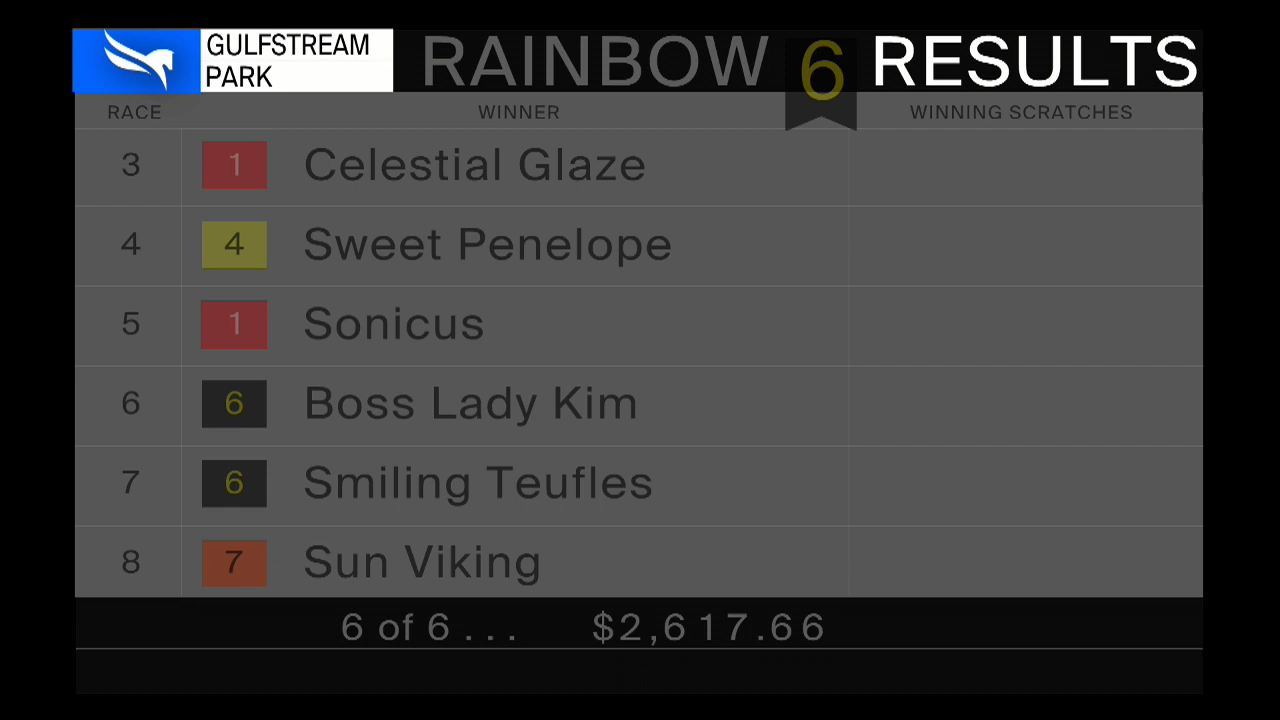 GULFSTREAM
PARK
RAINBOW 6 RESULTS
RACE WINNER WINNING SCRATCHES
3 1 Celestial Glaze
4 4 Sweet Penelope
5 1 Sonicus
6 6 Boss Lady Kim
7 6 Smiling Teufles
8 7 Sun Viking
6 of 6 . . . $2,617.66